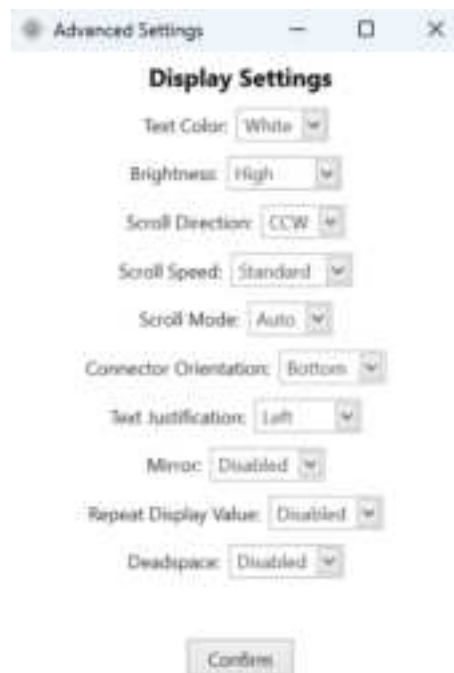 Advanced Settings
Display Settings
Text Color: White
Brightness: High
Scroll Direction: CCW
Scroll Speed: Standard
Scroll Mode: Auto
Connector Orientation: Bottom
Text Justification: Left
Mirror: Disabled
Repeat Display Value: Disabled
Deadspace: Disabled
Confirm